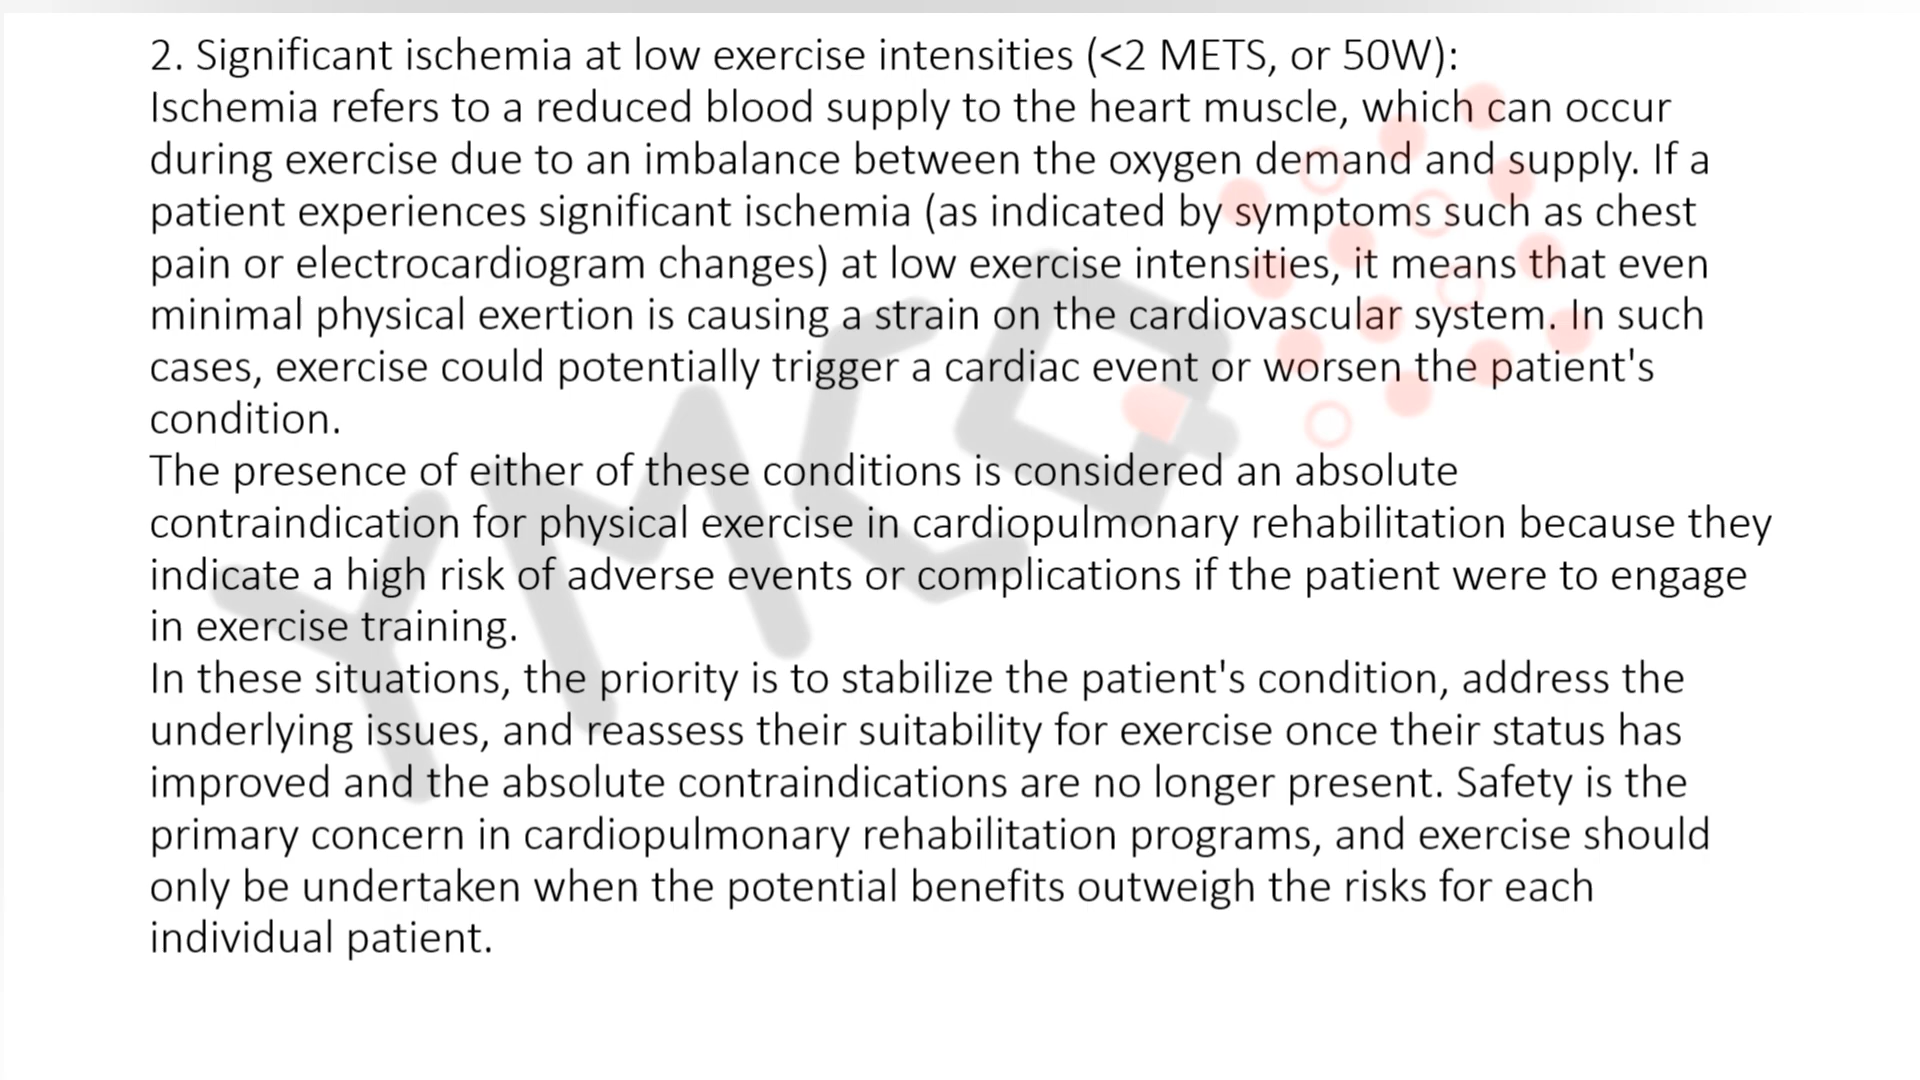 2. Significant ischemia at low exercise intensities (<2 METS, or 50W):
Ischemia refers to a reduced blood supply to the heart muscle, which can occur
during exercise due to an imbalance between the oxygen demand and supply. If a
patient experiences significant ischemia (as indicated by symptoms such as chest
pain or electrocardiogram changes) at low exercise intensities, it means that even
minimal physical exertion is causing a strain on the cardiovascular system. In such
cases, exercise could potentially trigger a cardiac event or worsen the patient's
condition.
The presence of either of these conditions is considered an absolute
contraindication for physical exercise in cardiopulmonary rehabilitation because they
indicate a high risk of adverse events or complications if the patient were to engage
in exercise training.
In these situations, the priority is to stabilize the patient's condition, address the
underlying issues, and reassess their suitability for exercise once their status has
improved and the absolute contraindications are no longer present. Safety is the
primary concern in cardiopulmonary rehabilitation programs, and exercise should
only be undertaken when the potential benefits outweigh the risks for each
individual patient.
YMCQ